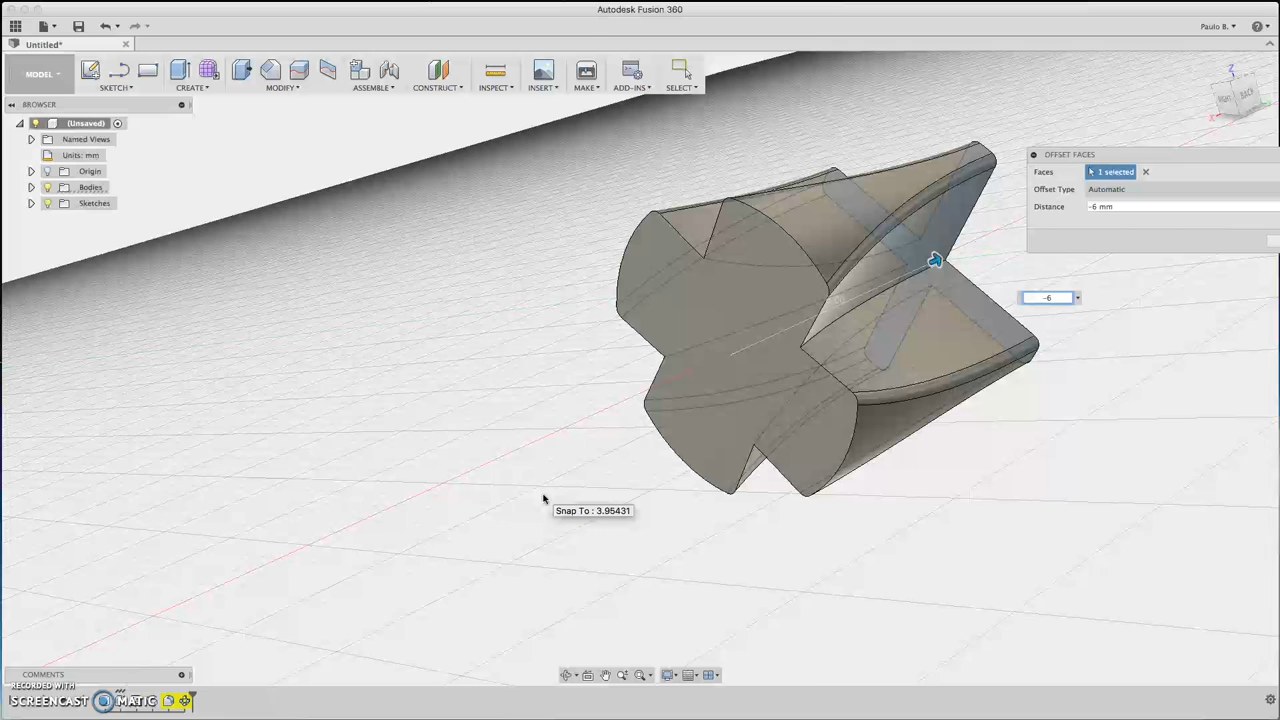 Autodesk Fusion 360
Paulo B.
Untitled*
MODEL
SKETCH
CREATE
MODIFY
ASSEMBLE
CONSTRUCT
INSPECT
INSERT
MAKE
ADD-INS
SELECT
Z
RIGHT
BACK
X
BROWSER
(Unsaved)
Named Views
Units: mm
Origin
Bodies
Sketches
OFFSET FACES
Faces
1 selected
Offset Type
Automatic
Distance
-6 mm
-6
Snap To : 3.95431
COMMENTS
RECORDED WITH
SCREENCAST
MATIC